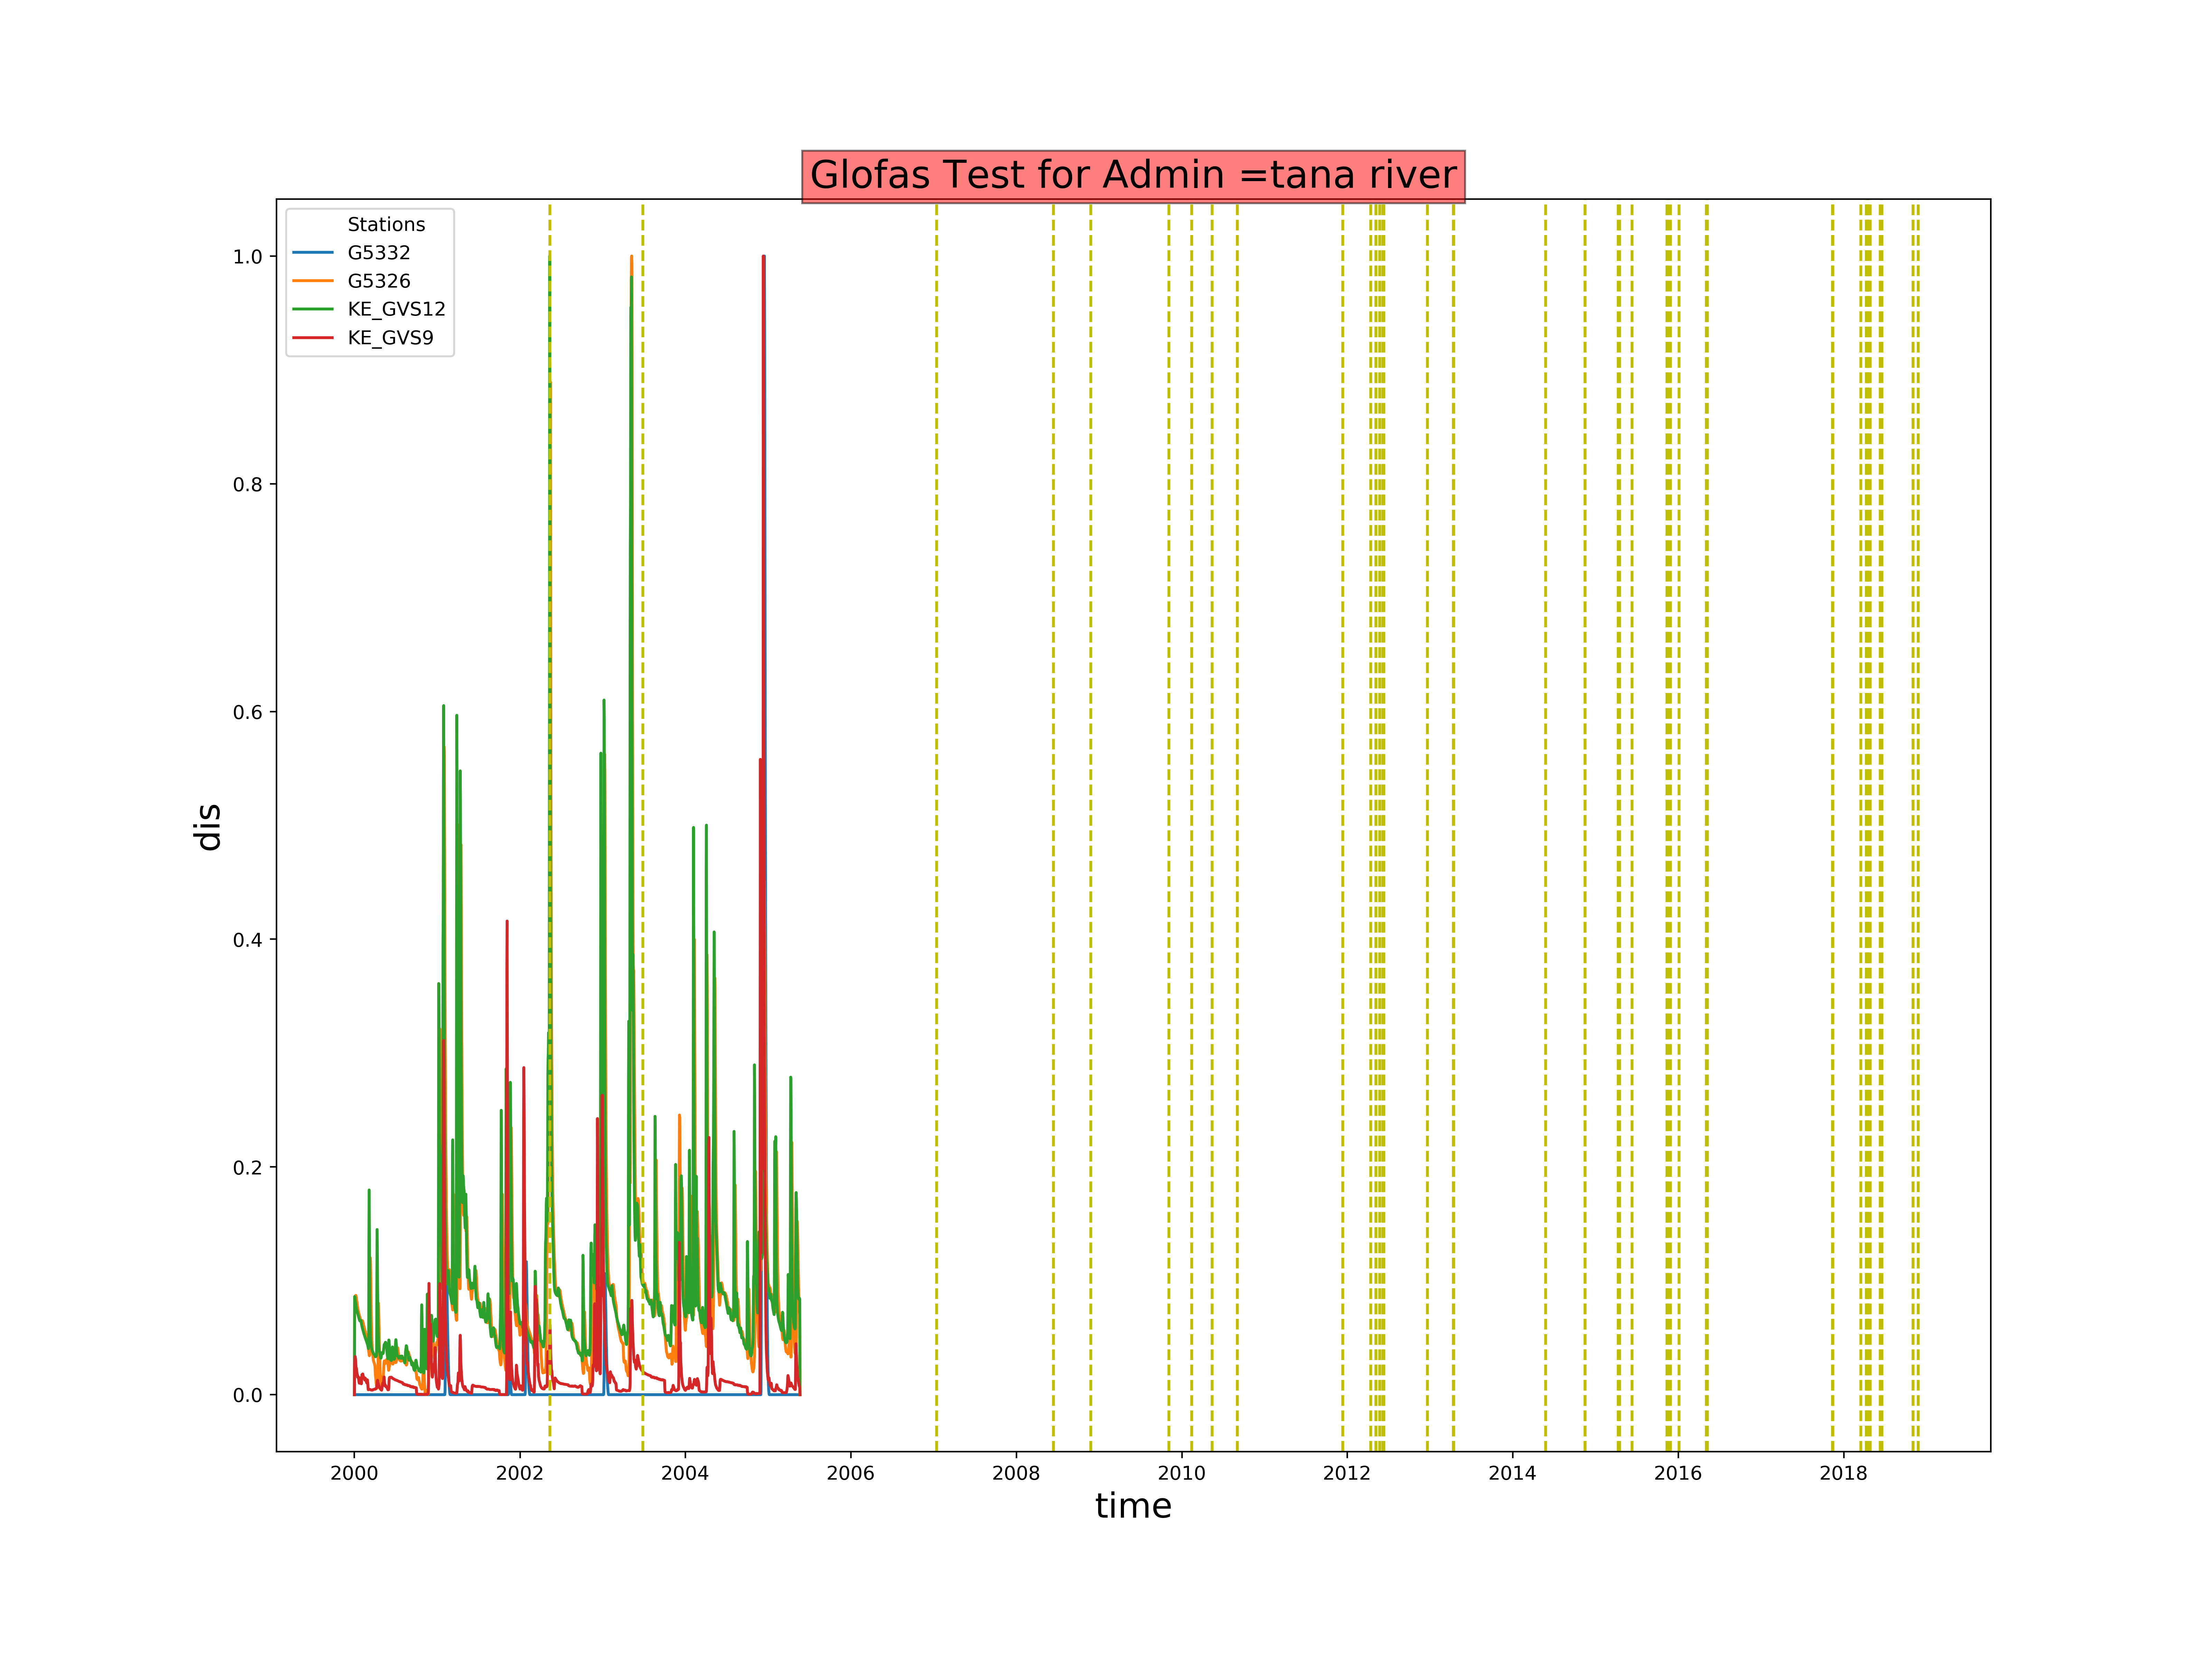 Glofas Test for Admin =tana river
Stations
G5332
G5326
KE_GVS12
KE_GVS9
1.0
0.8
0.6
0.4
0.2
0.0
dis
2000 2002 2004 2006 2008 2010 2012 2014 2016 2018
time